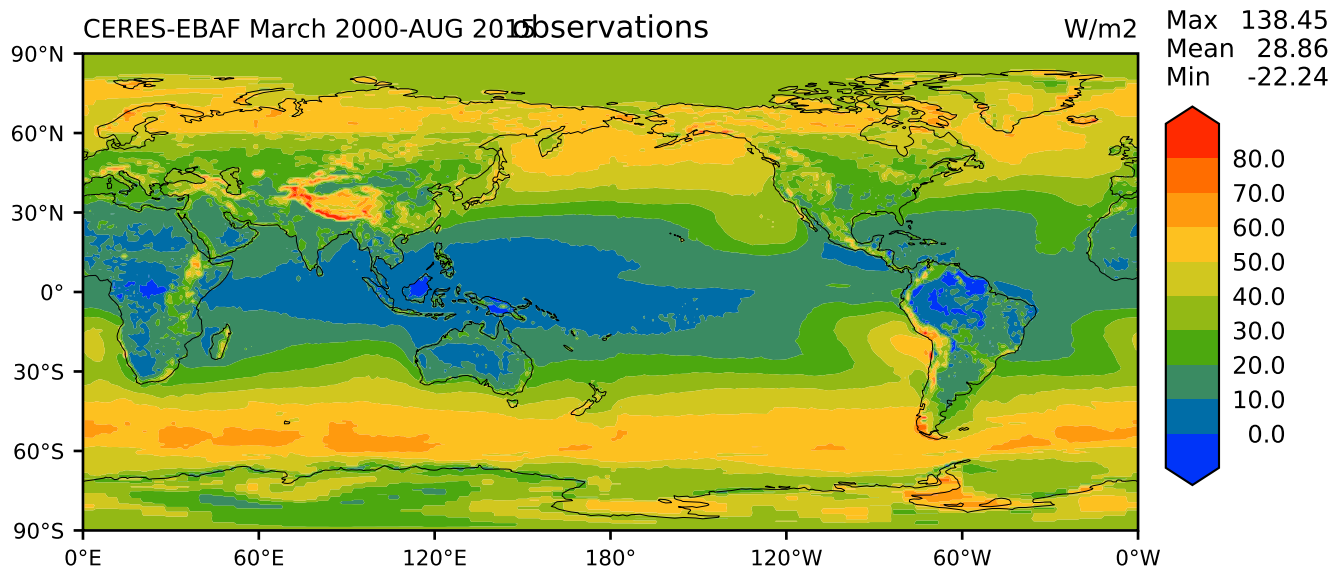 CERES-EBAF March 2000-AUG 2015 observations W/m2
Max 138.45
Mean 28.86
Min -22.24
90°N
60°N
30°N
0°
30°S
60°S
90°S
0°E 60°E 120°E 180° 120°W 60°W 0°W
80.0
70.0
60.0
50.0
40.0
30.0
20.0
10.0
0.0